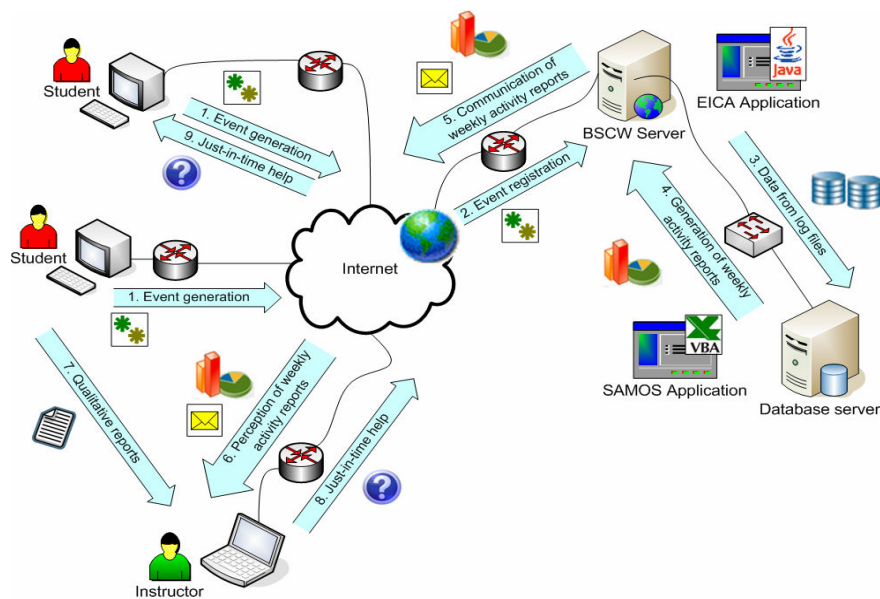 Student
1. Event generation
9. Just-in-time help
5. Communication of
weekly activity reports
BSCW Server
Java
EICA Application
2. Event registration
3. Data from log files
4. Generation of weekly
activity reports
Student
1. Event generation
Internet
VBA
SAMOS Application
Database server
7. Qualitative reports
6. Perception of weekly
activity reports
8. Just-in-time help
Instructor